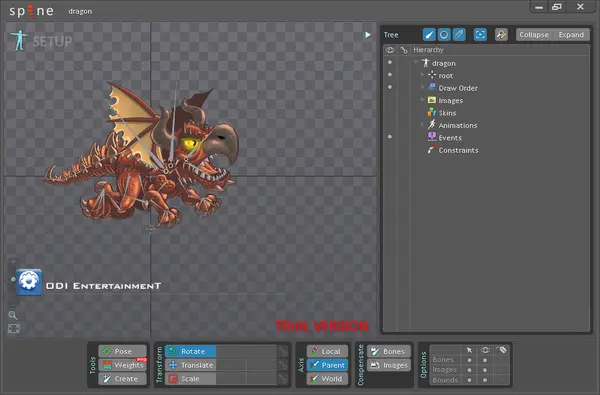 spine
dragon
SETUP
Tree
Collapse
Expand
Hierarchy
dragon
root
Draw Order
Images
Skins
Animations
Events
Constraints
ODI ENTERTAINMENT
TRIAL VERSION
Tools
Pose
Weights
Create
Transform
Rotate
Translate
Scale
Axis
Local
Parent
World
Compensate
Bones
Images
Options
Bones
Images
Bounds